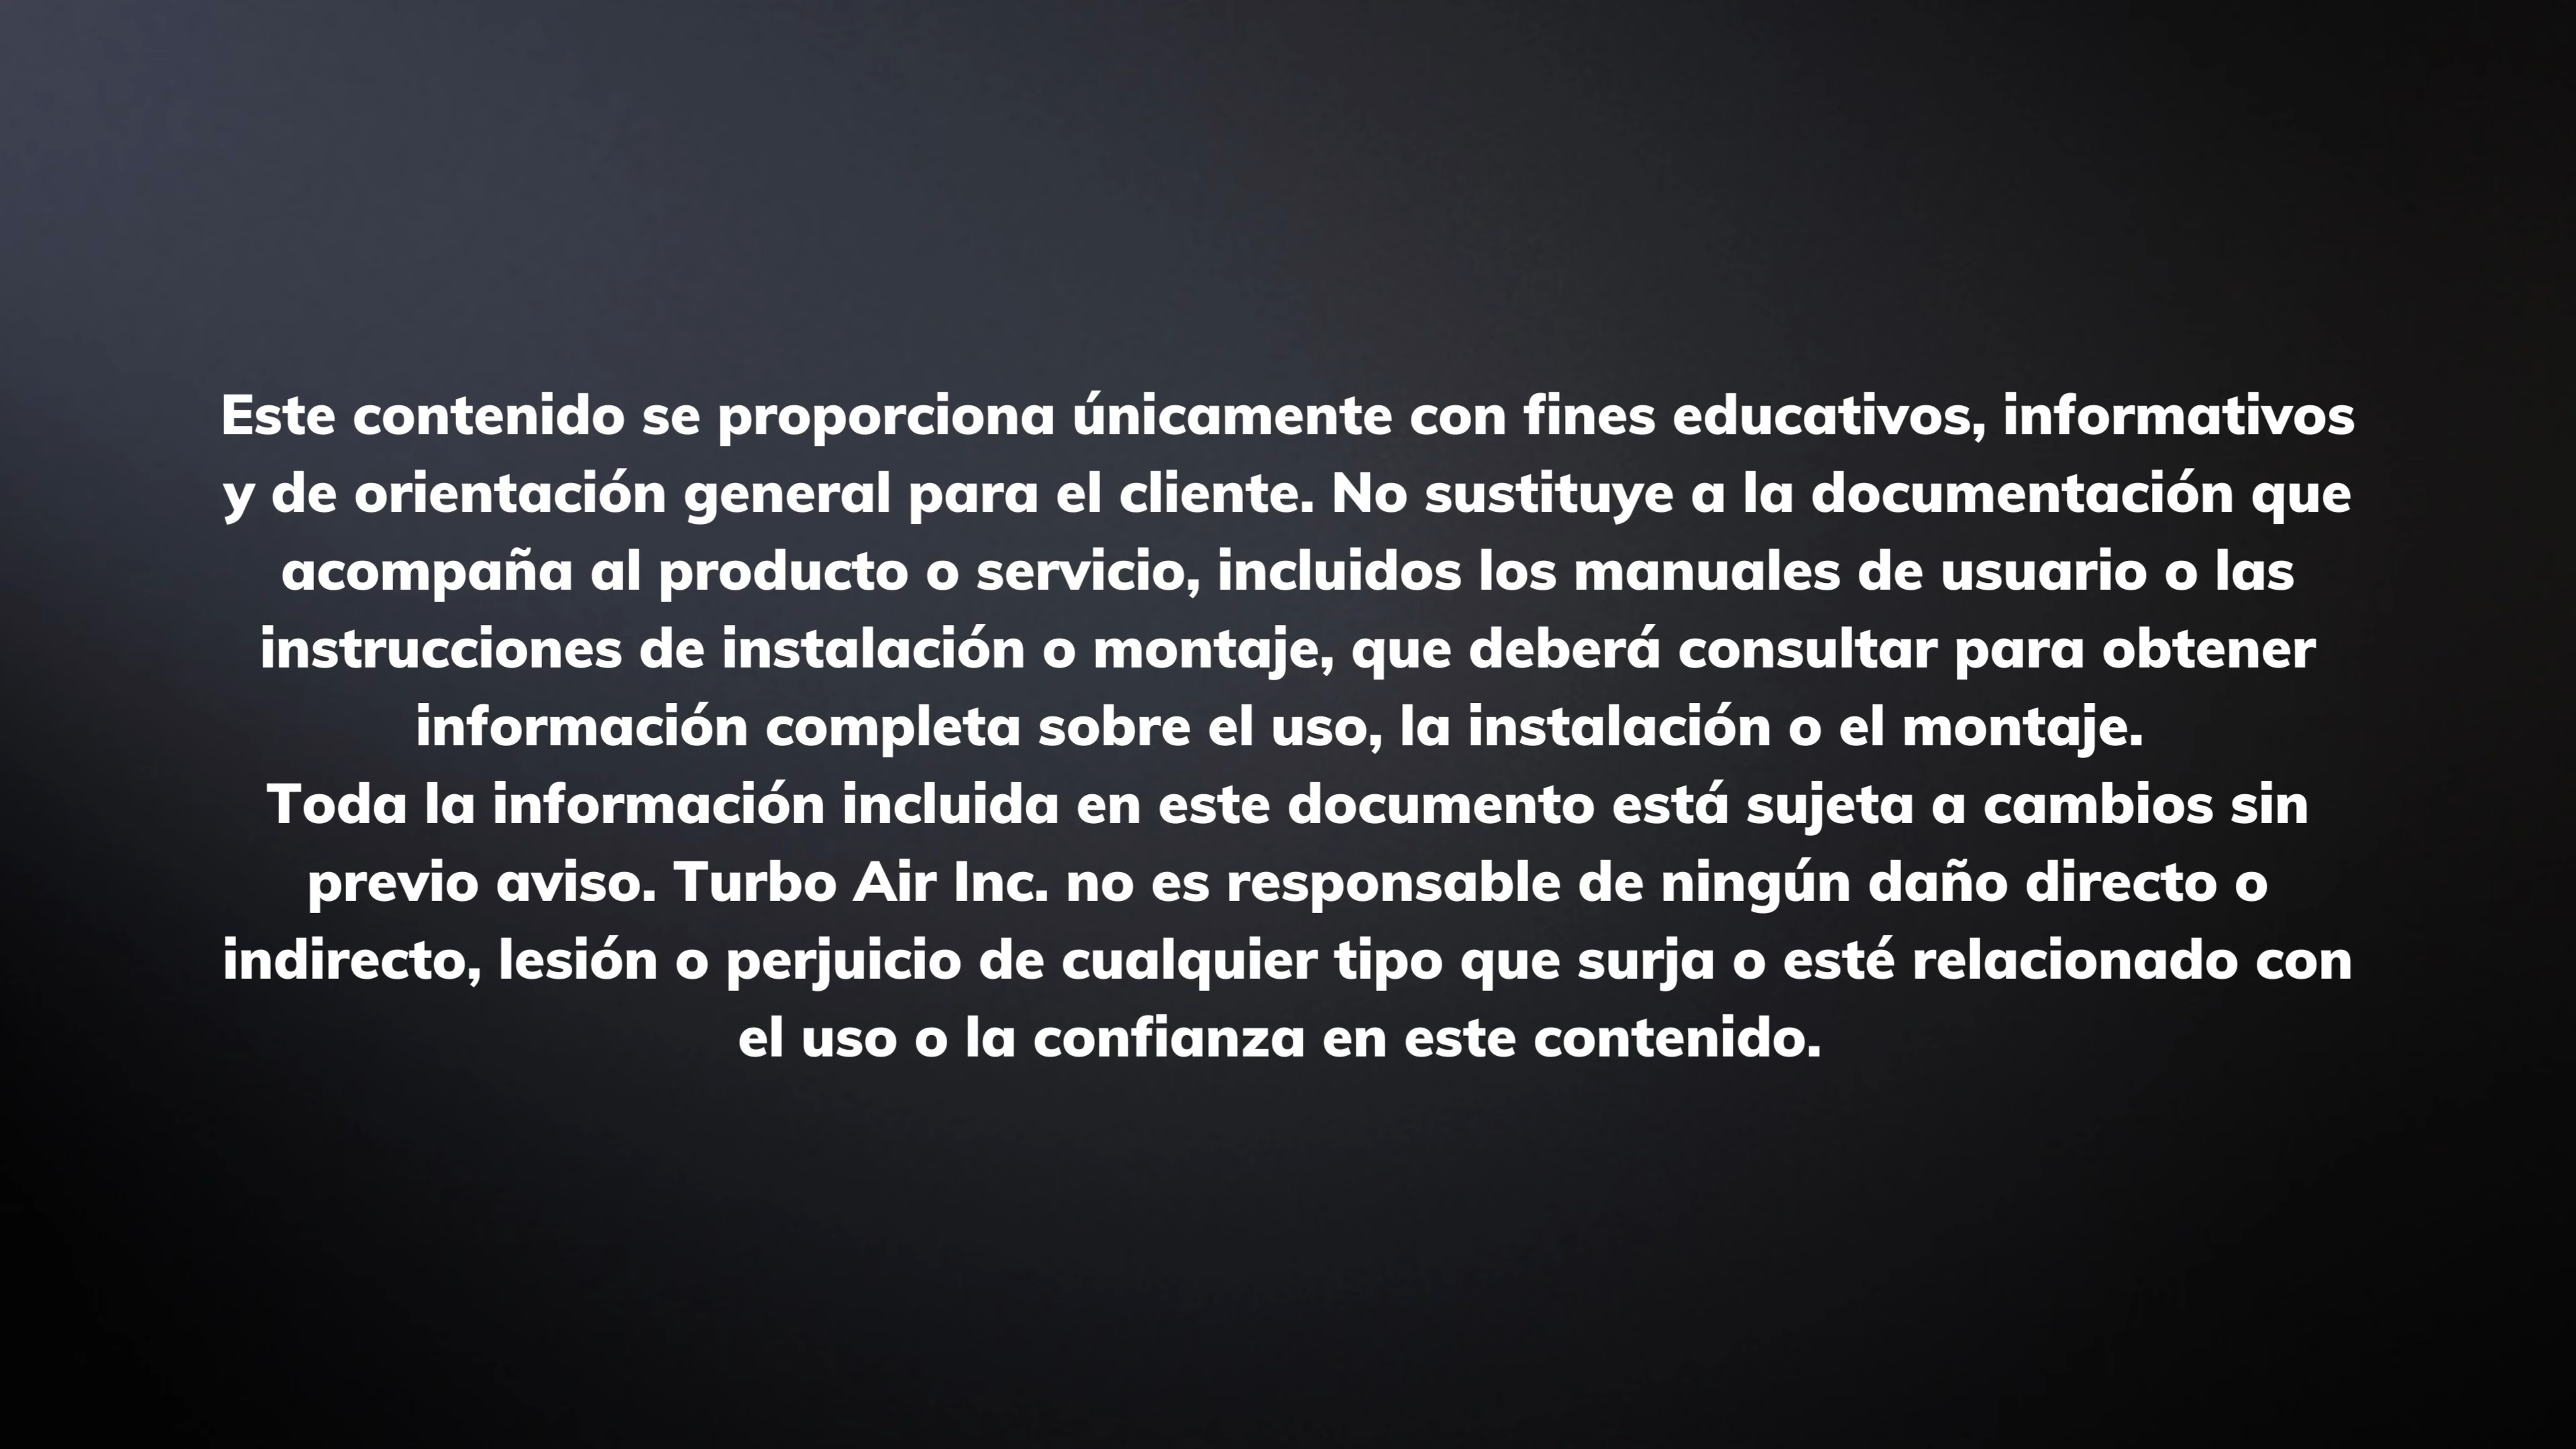 Este contenido se proporciona únicamente con fines educativos, informativos
y de orientación general para el cliente. No sustituye a la documentación que
acompaña al producto o servicio, incluidos los manuales de usuario o las
instrucciones de instalación o montaje, que deberá consultar para obtener
información completa sobre el uso, la instalación o el montaje.
Toda la información incluida en este documento está sujeta a cambios sin
previo aviso. Turbo Air Inc. no es responsable de ningún daño directo o
indirecto, lesión o perjuicio de cualquier tipo que surja o esté relacionado con
el uso o la confianza en este contenido.